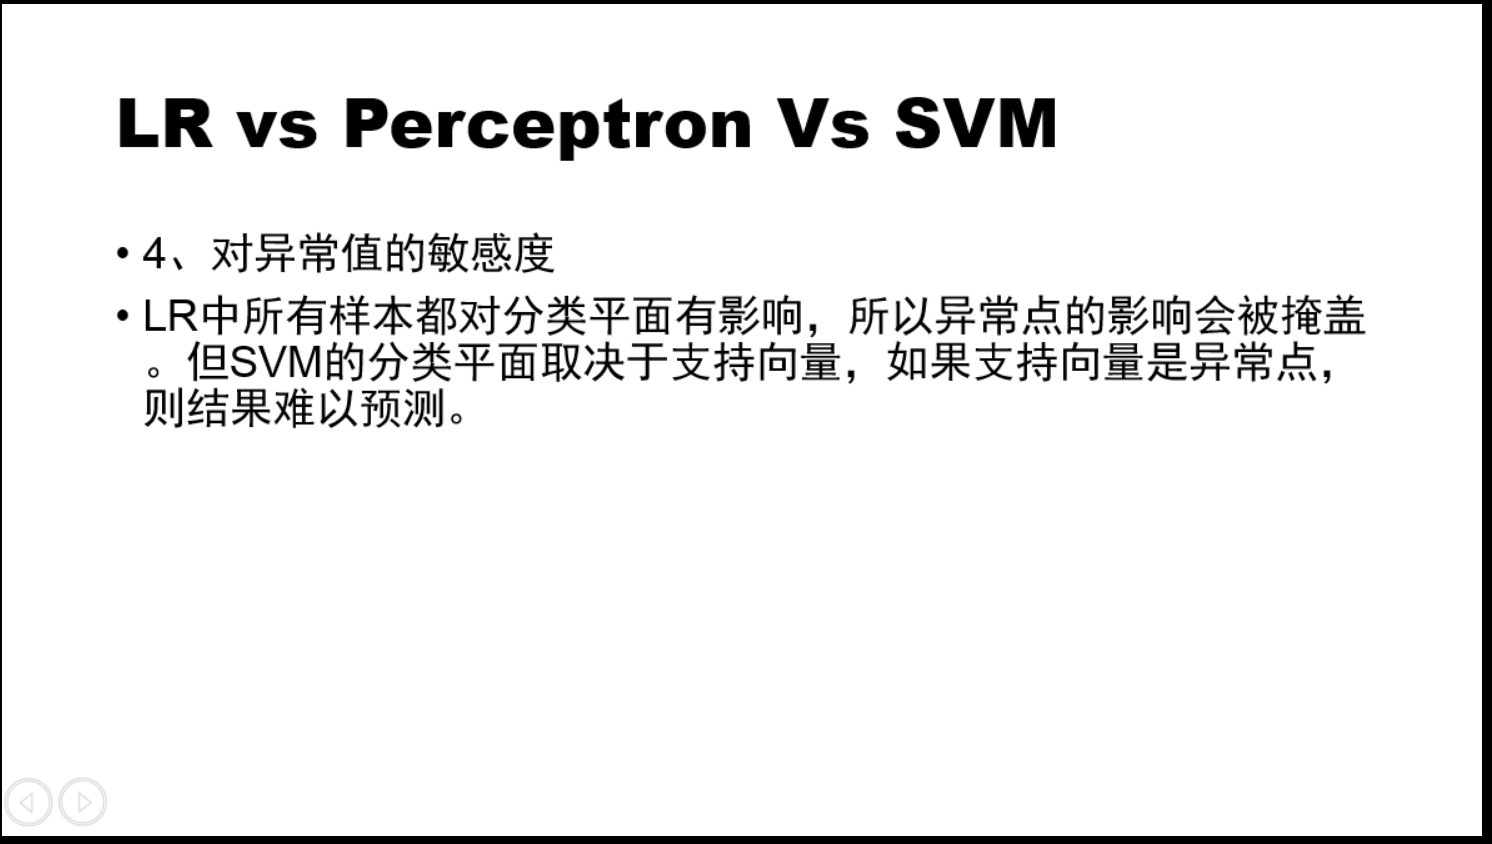 LR vs Perceptron Vs SVM
• 4、对异常值的敏感度
• LR中所有样本都对分类平面有影响，所以异常点的影响会被掩盖
。但SVM的分类平面取决于支持向量，如果支持向量是异常点，
则结果难以预测。